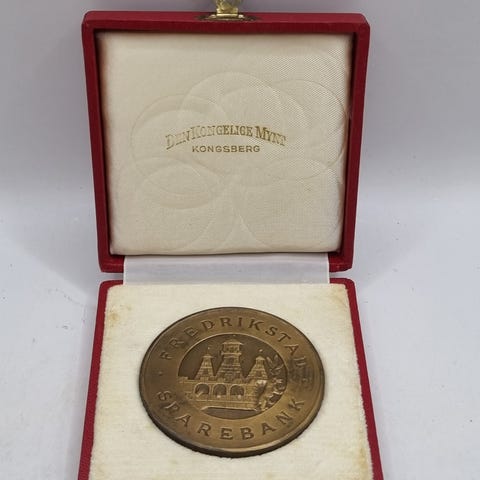 DEN KONGELIGE MYNT
KONGSBERG
FREDRIKSTAD
SPAREBANK